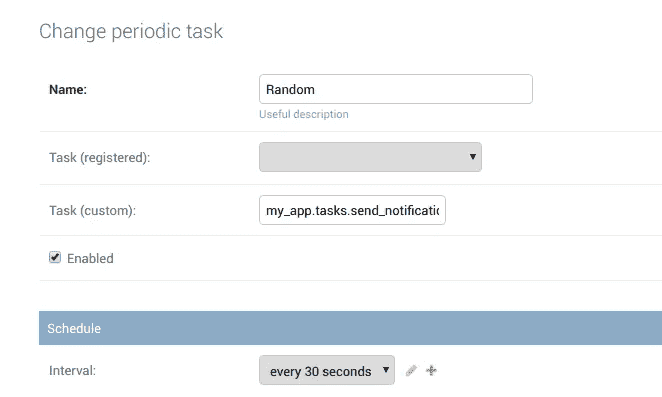 Change periodic task
Name:
Random
Useful description
Task (registered):
Task (custom):
my_app.tasks.send_notificatic
Enabled
Schedule
Interval:
every 30 seconds